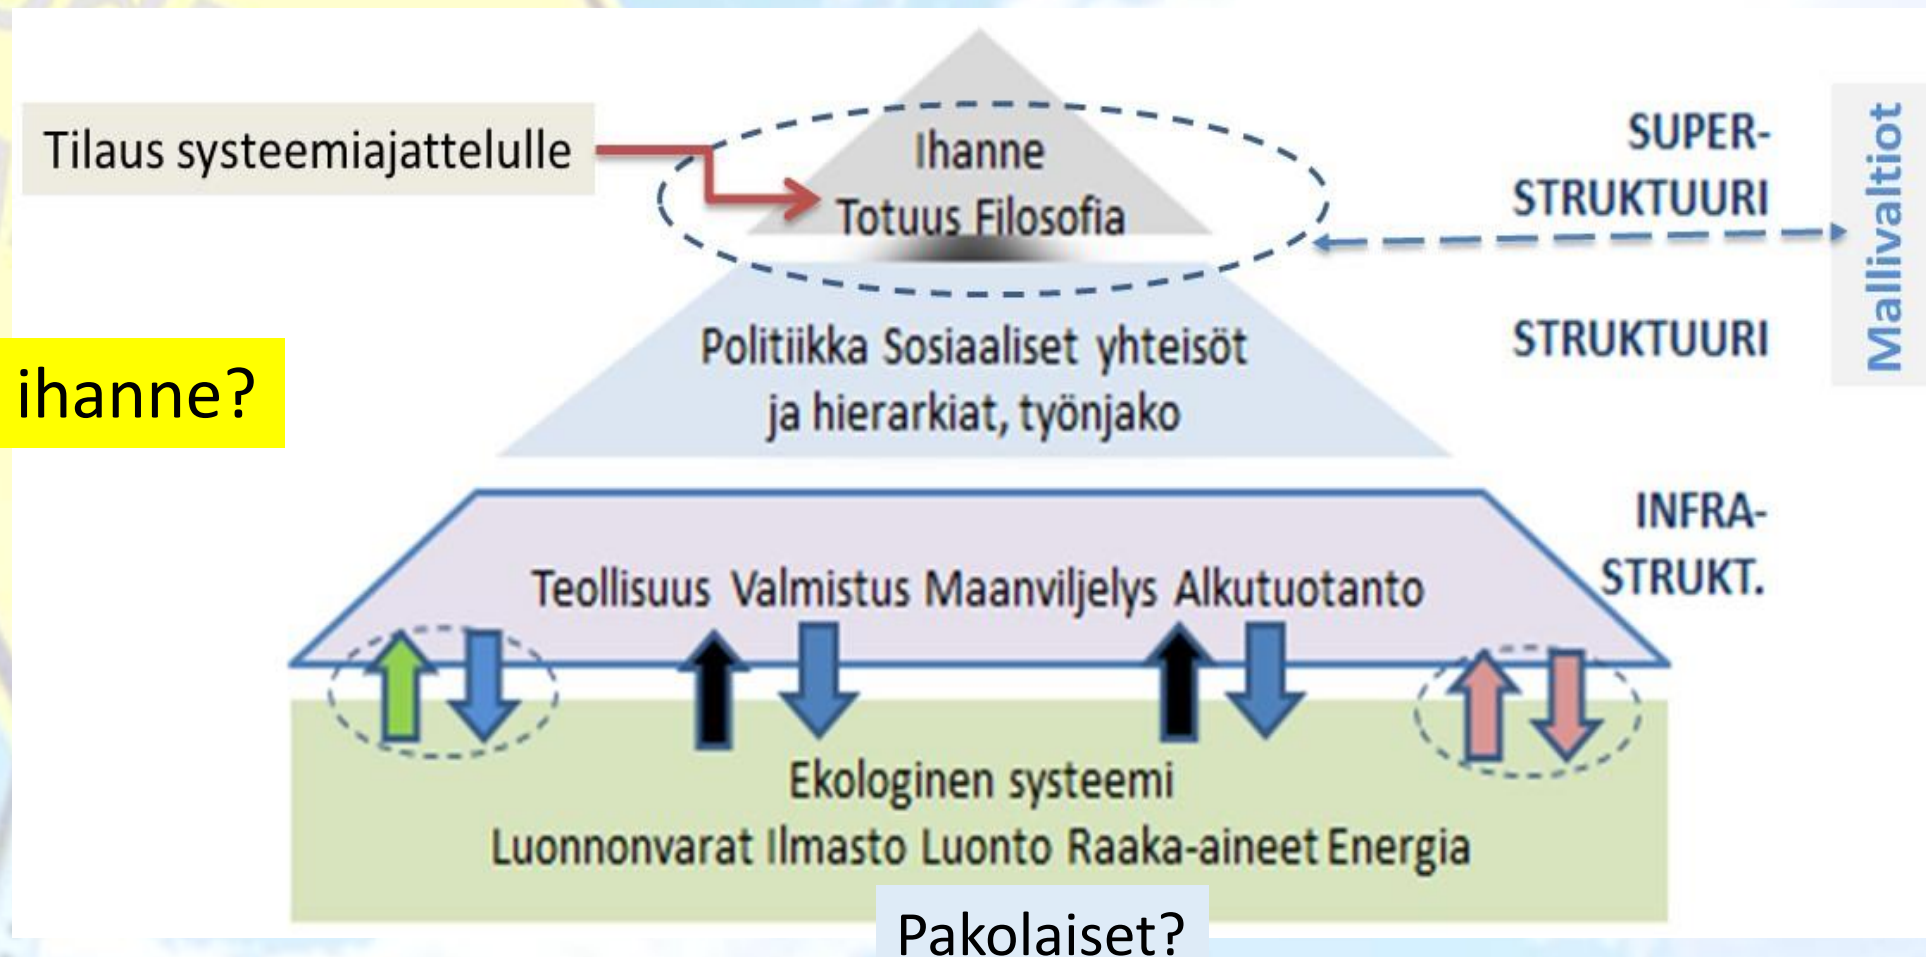 Tilaus systeemiajattelulle
Ihanne
Totuus Filosofia
SUPER-
STRUKTUURI
Mallivaltiot
ihanne?
Politiikka Sosiaaliset yhteisöt
ja hierarkiat, työnjako
STRUKTUURI
INFRA-
STRUKT.
Teollisuus Valmistus Maanviljelys Alkutuotanto
Ekologinen systeemi
Luonnonvarat Ilmasto Luonto Raaka-aineet Energia
Pakolaiset?